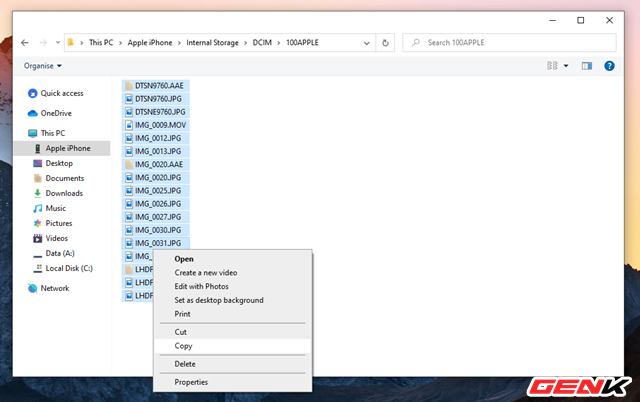 This PC > Apple iPhone > Internal Storage > DCIM > 100APPLE
Search 100APPLE
Organise
Quick access
OneDrive
This PC
Apple iPhone
Desktop
Documents
Downloads
Music
Pictures
Videos
Data (A:)
Local Disk (C:)
Network
DTSN9760.AAE
DTSN9760.JPG
DTSNE9760.JPG
IMG_0009.MOV
IMG_0012.JPG
IMG_0013.JPG
IMG_0020.AAE
IMG_0020.JPG
IMG_0025.JPG
IMG_0026.JPG
IMG_0027.JPG
IMG_0030.JPG
IMG_0031.JPG
IMG_
LHDF
LHDF
LHDF
Open
Create a new video
Edit with Photos
Set as desktop background
Print
Cut
Copy
Delete
Properties
GENK